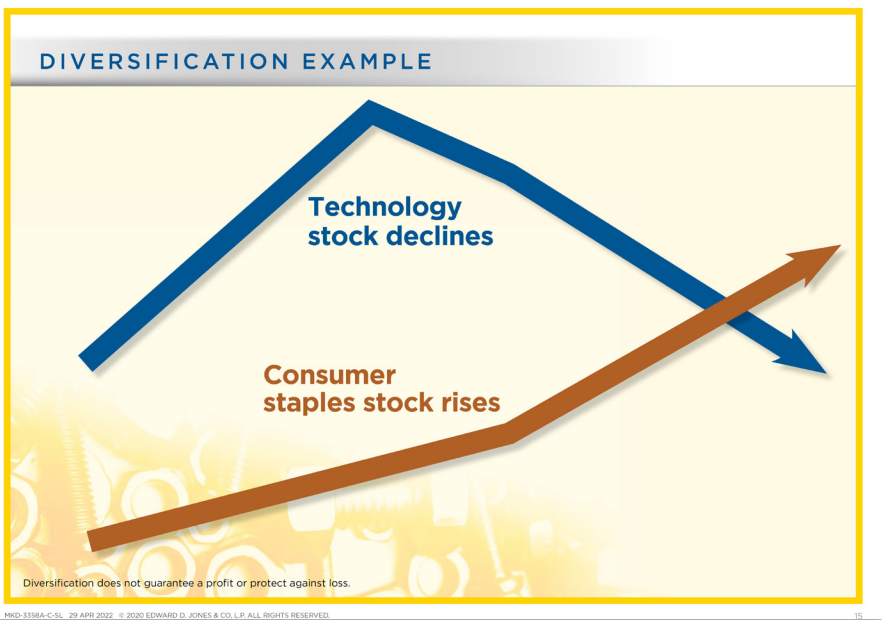 DIVERSIFICATION EXAMPLE
Technology
stock declines
Consumer
staples stock rises
Diversification does not guarantee a profit or protect against loss.
MKD-3358A-C-SL 29 APR 2022 © 2020 EDWARD D. JONES & CO, L.P. ALL RIGHTS RESERVED.
15